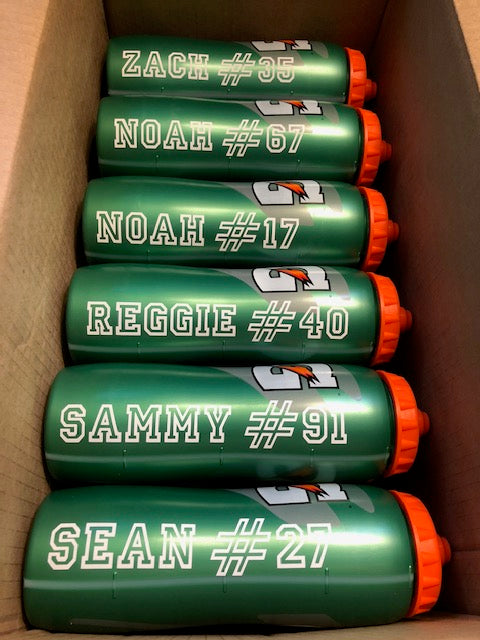 ZACH #35
NOAH #67
NOAH #17
REGGIE #40
SAMMY #91
SEAN #27